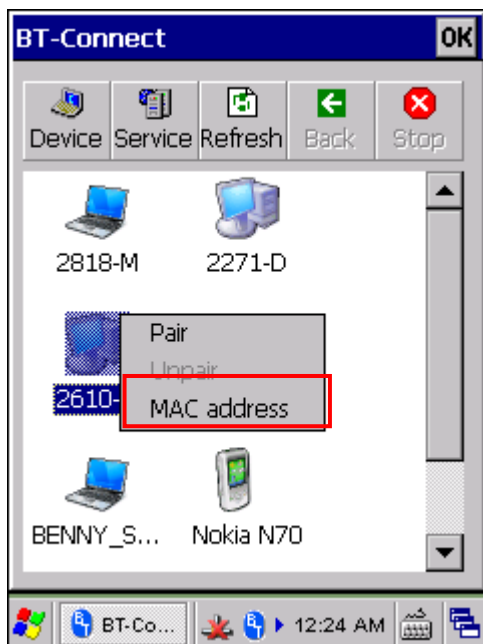 BT-Connect OK
Device Service Refresh Back Stop
2818-M 2271-D
Pair
Unpair
2610-
MAC address
BENNY_S... Nokia N70
BT-Co... 12:24 AM